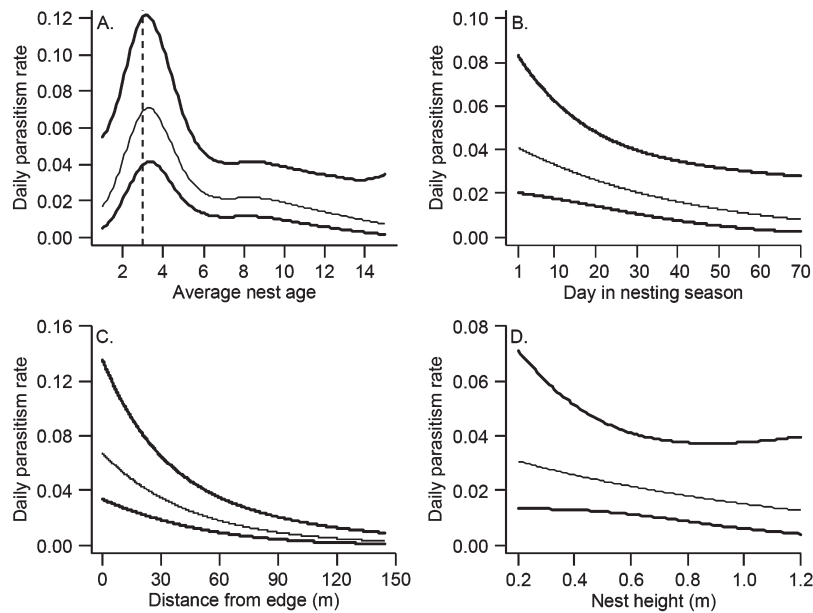 A.
Daily parasitism rate
0.12
0.10
0.08
0.06
0.04
0.02
0.00
2 4 6 8 10 12 14
Average nest age
B.
Daily parasitism rate
0.10
0.08
0.06
0.04
0.02
0.00
1 10 20 30 40 50 60 70
Day in nesting season
C.
Daily parasitism rate
0.16
0.12
0.08
0.04
0.00
0 30 60 90 120 150
Distance from edge (m)
D.
Daily parasitism rate
0.08
0.06
0.04
0.02
0.00
0.2 0.4 0.6 0.8 1.0 1.2
Nest height (m)